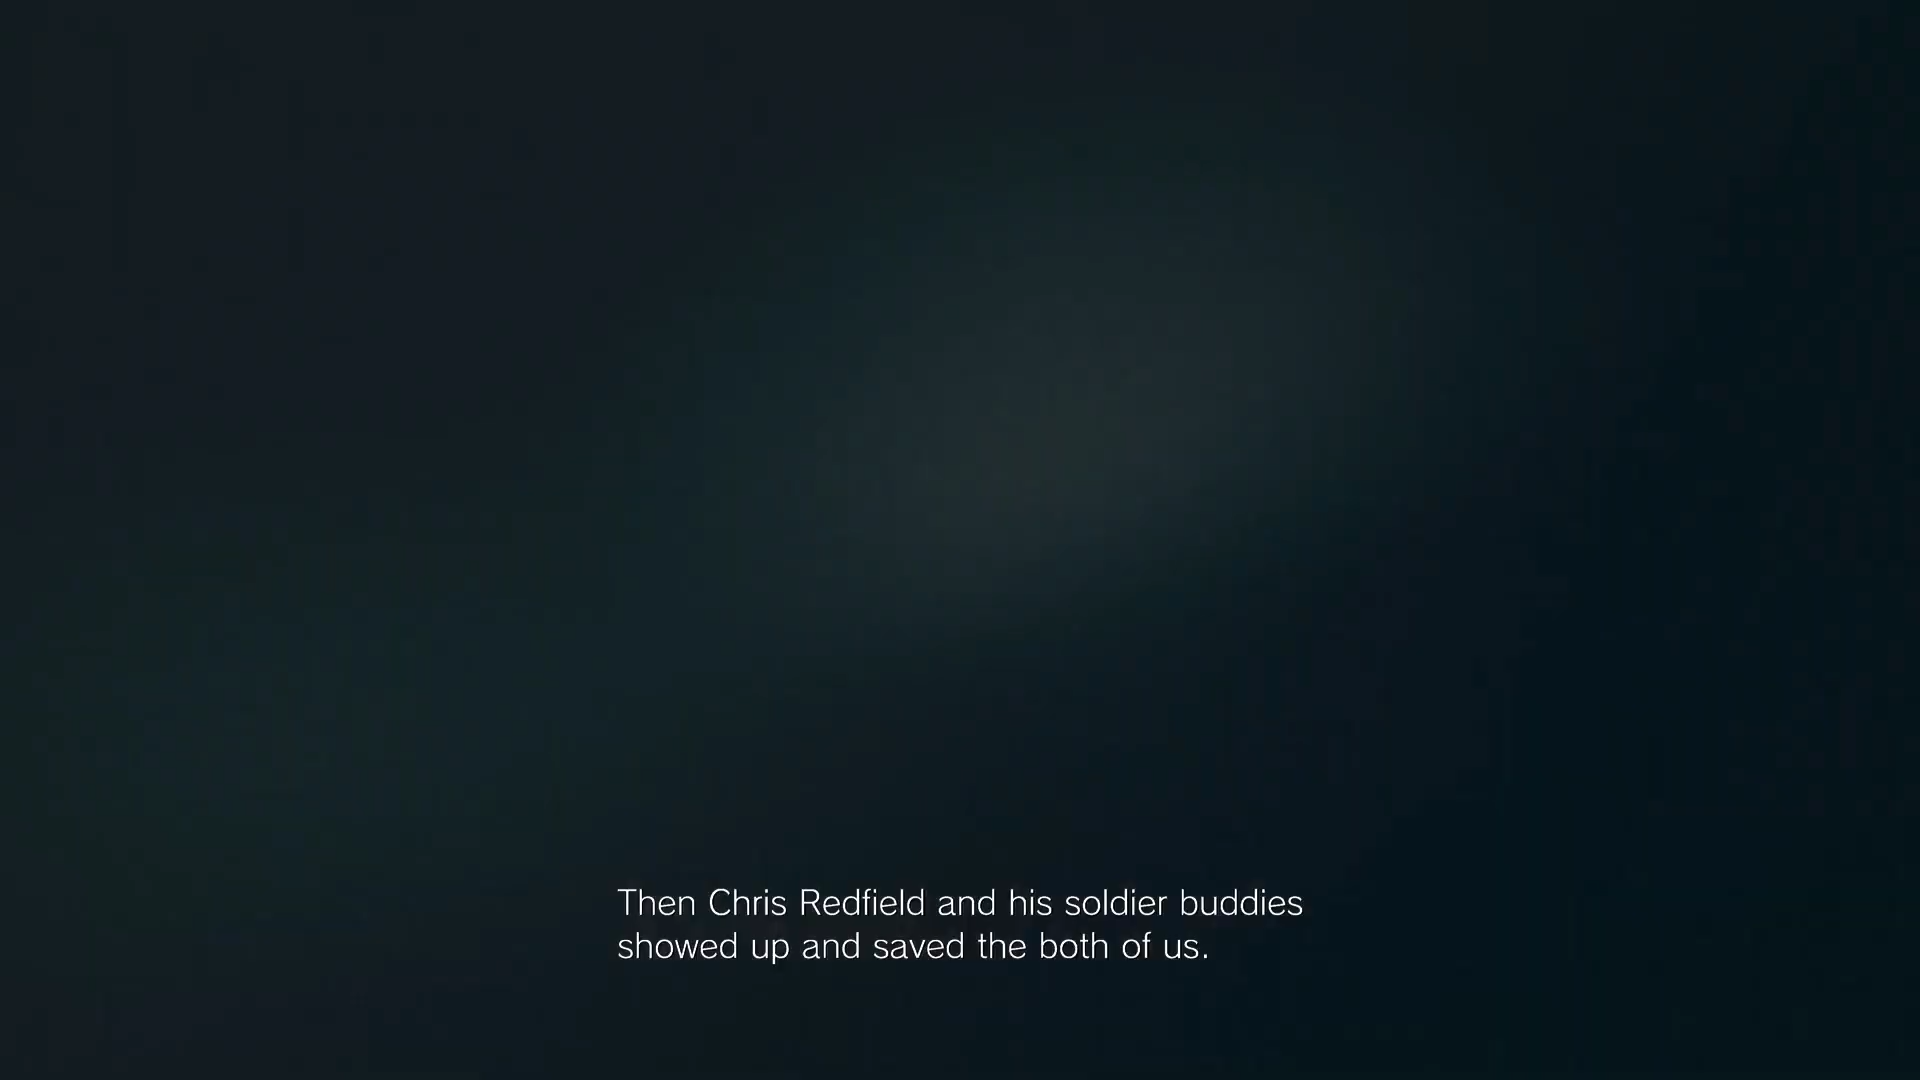 Then Chris Redfield and his soldier buddies
showed up and saved the both of us.